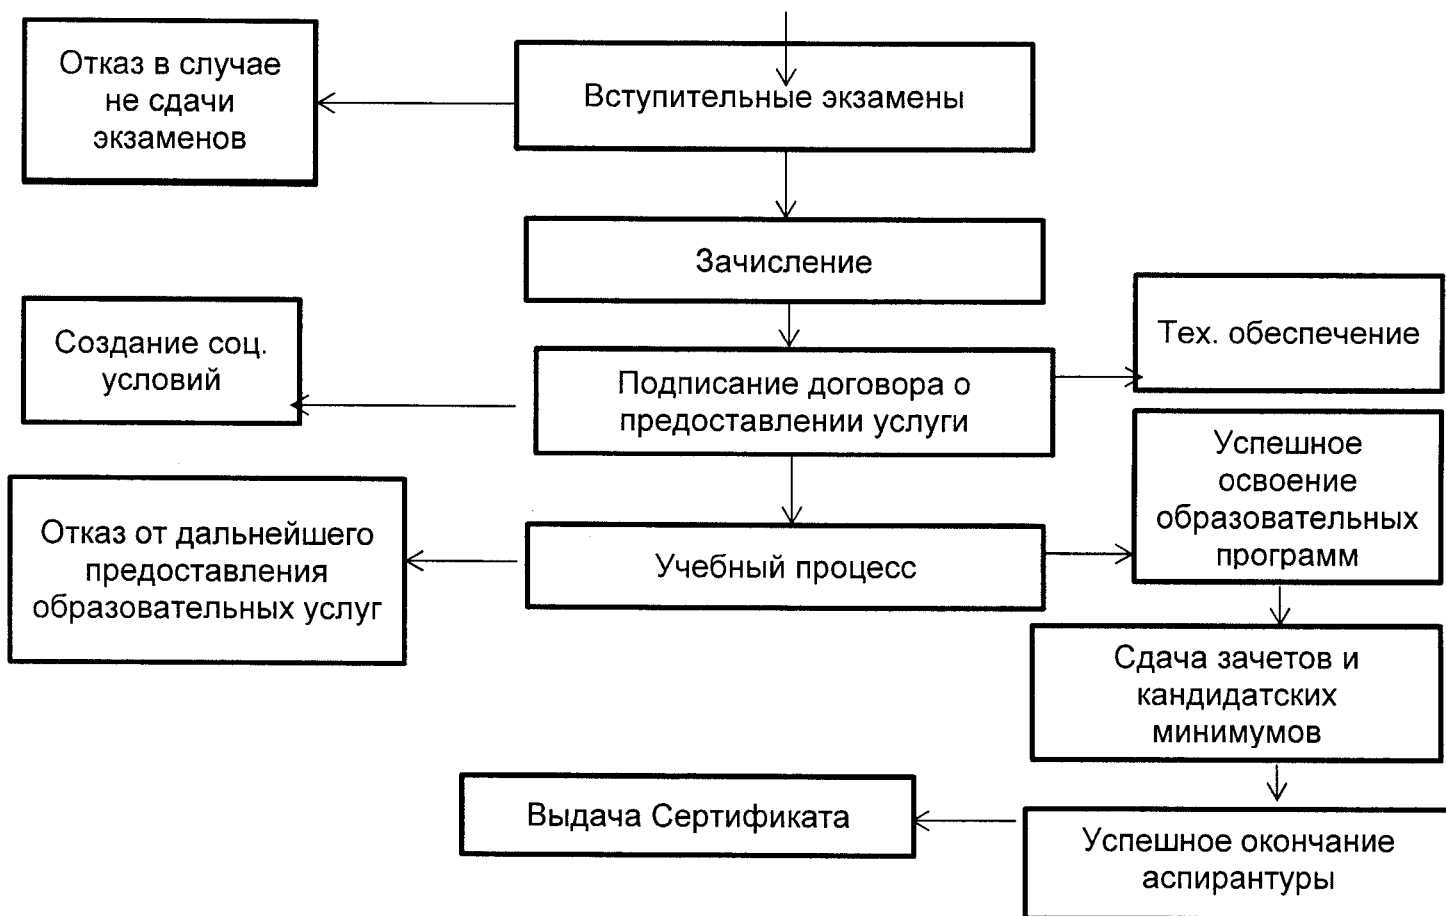 Отказ в случае
не сдачи
экзаменов
Вступительные экзамены
Зачисление
Создание соц.
условий
Подписание договора о
предоставлении услуги
Тех. обеспечение
Отказ от дальнейшего
предоставления
образовательных услуг
Учебный процесс
Успешное
освоение
образовательных
программ
Сдача зачетов и
кандидатских
минимумов
Выдача Сертификата
Успешное окончание
аспирантуры